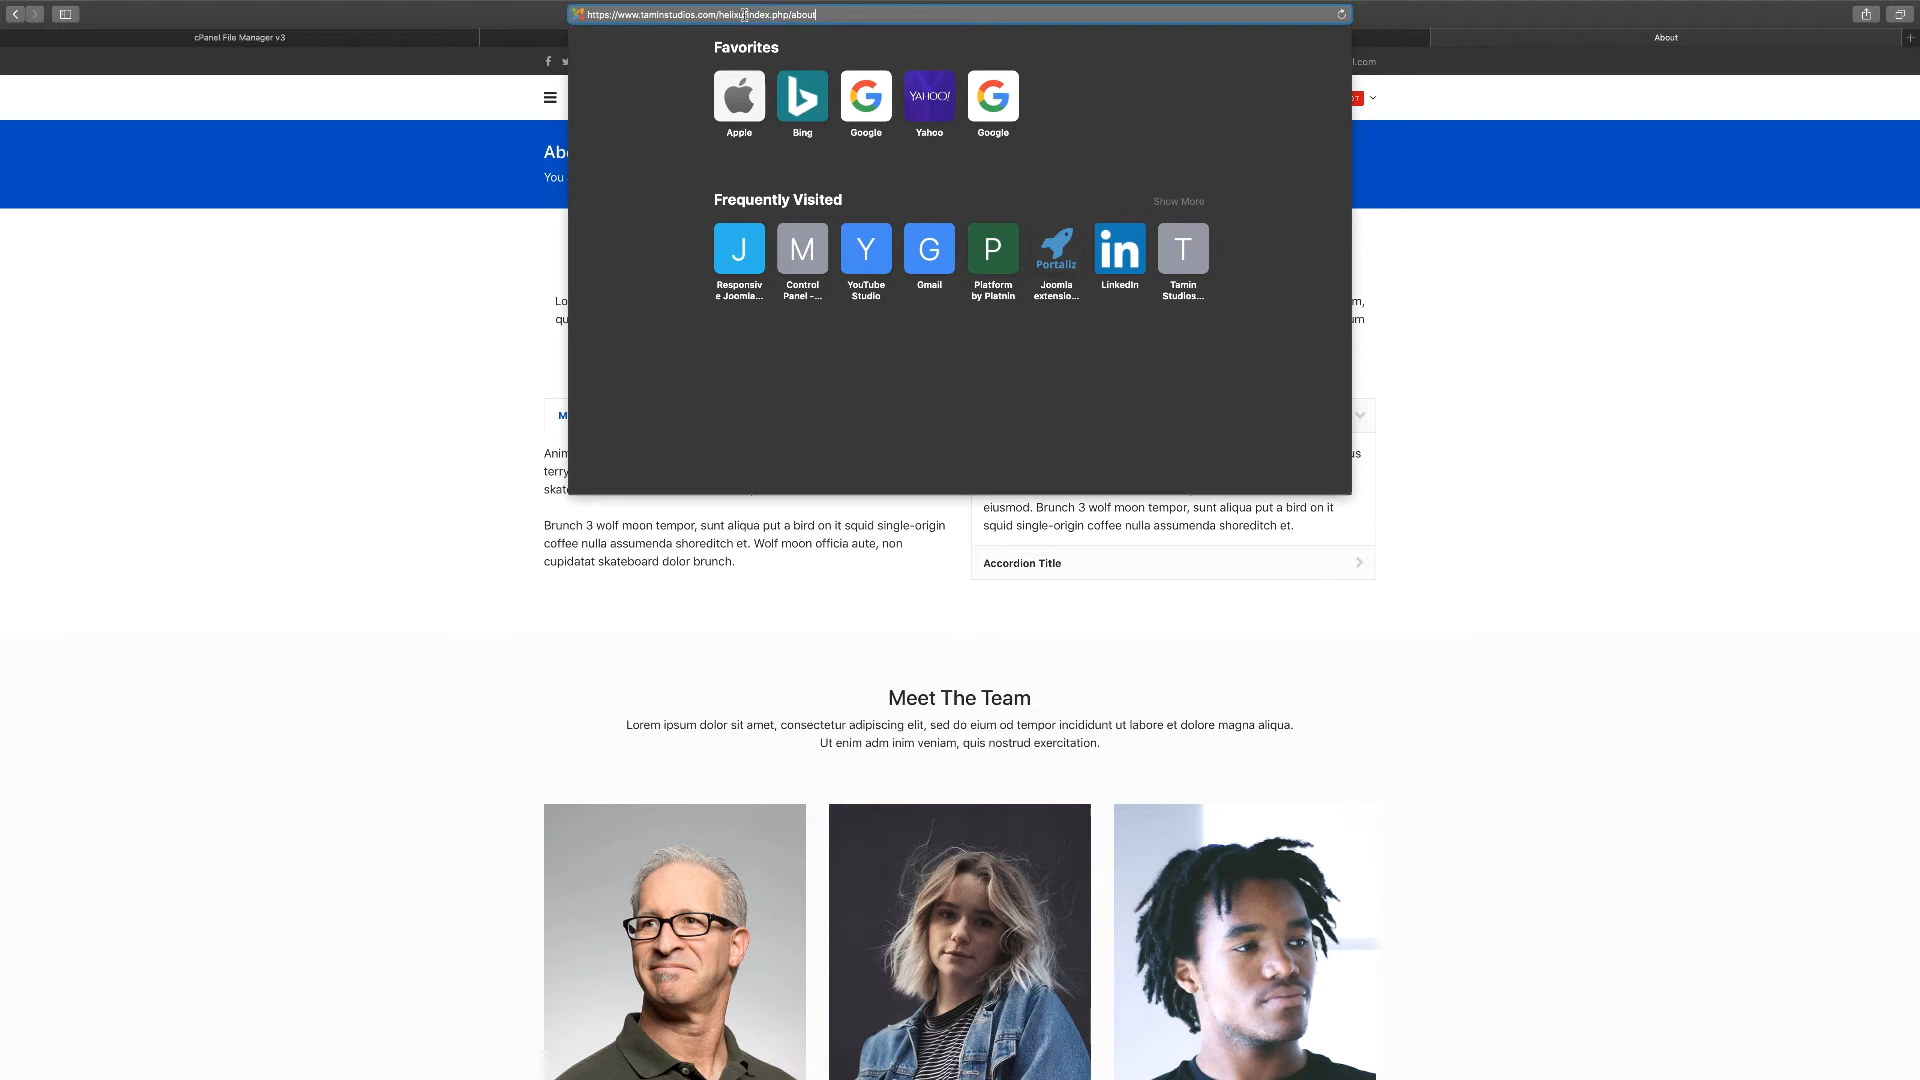 https://www.taminstudios.com/helixu/index.php/about
cPanel File Manager v3
About
l.com
Favorites
YAHOO!
Apple
Bing
Google
Yahoo
Google
Abo
You
Frequently Visited
Show More
J
M
Y
G
P
Portaliz
in
T
Responsiv
e Joomla...
Control
Panel -...
YouTube
Studio
Gmail
Platform
by Platnin
Joomla
extensio...
LinkedIn
Tamin
Studios...
Lo
m,
qu
um
M
Anim
us
terry
skate
eiusmod. Brunch 3 wolf moon tempor, sunt aliqua put a bird on it
squid single-origin coffee nulla assumenda shoreditch et.
Brunch 3 wolf moon tempor, sunt aliqua put a bird on it squid single-origin
coffee nulla assumenda shoreditch et. Wolf moon officia aute, non
cupidatat skateboard dolor brunch.
Accordion Title
Meet The Team
Lorem ipsum dolor sit amet, consectetur adipiscing elit, sed do eium od tempor incididunt ut labore et dolore magna aliqua.
Ut enim adm inim veniam, quis nostrud exercitation.